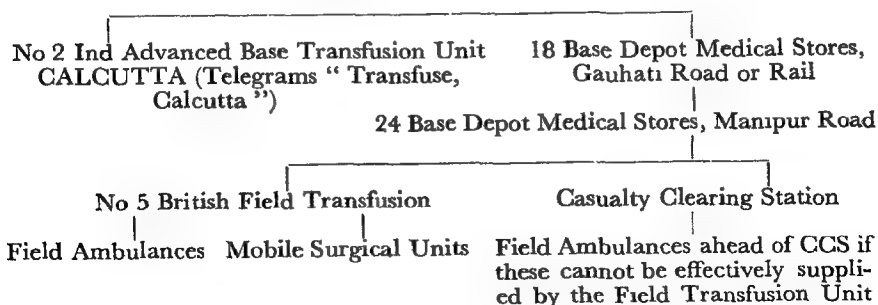 No 2 Ind Advanced Base Transfusion Unit
CALCUTTA (Telegrams “ Transfuse,
Calcutta ”)
18 Base Depot Medical Stores,
Gauhati Road or Rail
24 Base Depot Medical Stores, Manipur Road
No 5 British Field Transfusion
Casualty Clearing Station
Field Ambulances
Mobile Surgical Units
Field Ambulances ahead of CCS if
these cannot be effectively suppli-
ed by the Field Transfusion Unit